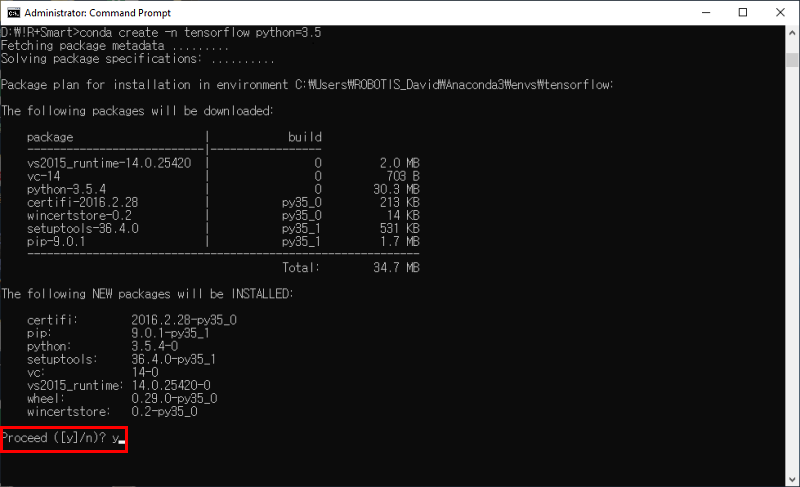 Administrator: Command Prompt
D:₩!R+Smart>conda create -n tensorflow python=3.5
Fetching package metadata .........
Solving package specifications: ..........
Package plan for installation in environment C:₩Users₩ROBOTIS_David₩Anaconda3₩envs₩tensorflow:
The following packages will be downloaded:
package | build
---------------------------|-----------------
vs2015_runtime-14.0.25420 | 0 2.0 MB
vc-14 | 0 703 B
python-3.5.4 | 0 30.3 MB
certifi-2016.2.28 | py35_0 213 KB
wincertstore-0.2 | py35_0 14 KB
setuptools-36.4.0 | py35_1 531 KB
pip-9.0.1 | py35_1 1.7 MB
------------------------------------------------------------
Total: 34.7 MB
The following NEW packages will be INSTALLED:
certifi: 2016.2.28-py35_0
pip: 9.0.1-py35_1
python: 3.5.4-0
setuptools: 36.4.0-py35_1
vc: 14-0
vs2015_runtime: 14.0.25420-0
wheel: 0.29.0-py35_0
wincertstore: 0.2-py35_0
Proceed ([y]/n)? y